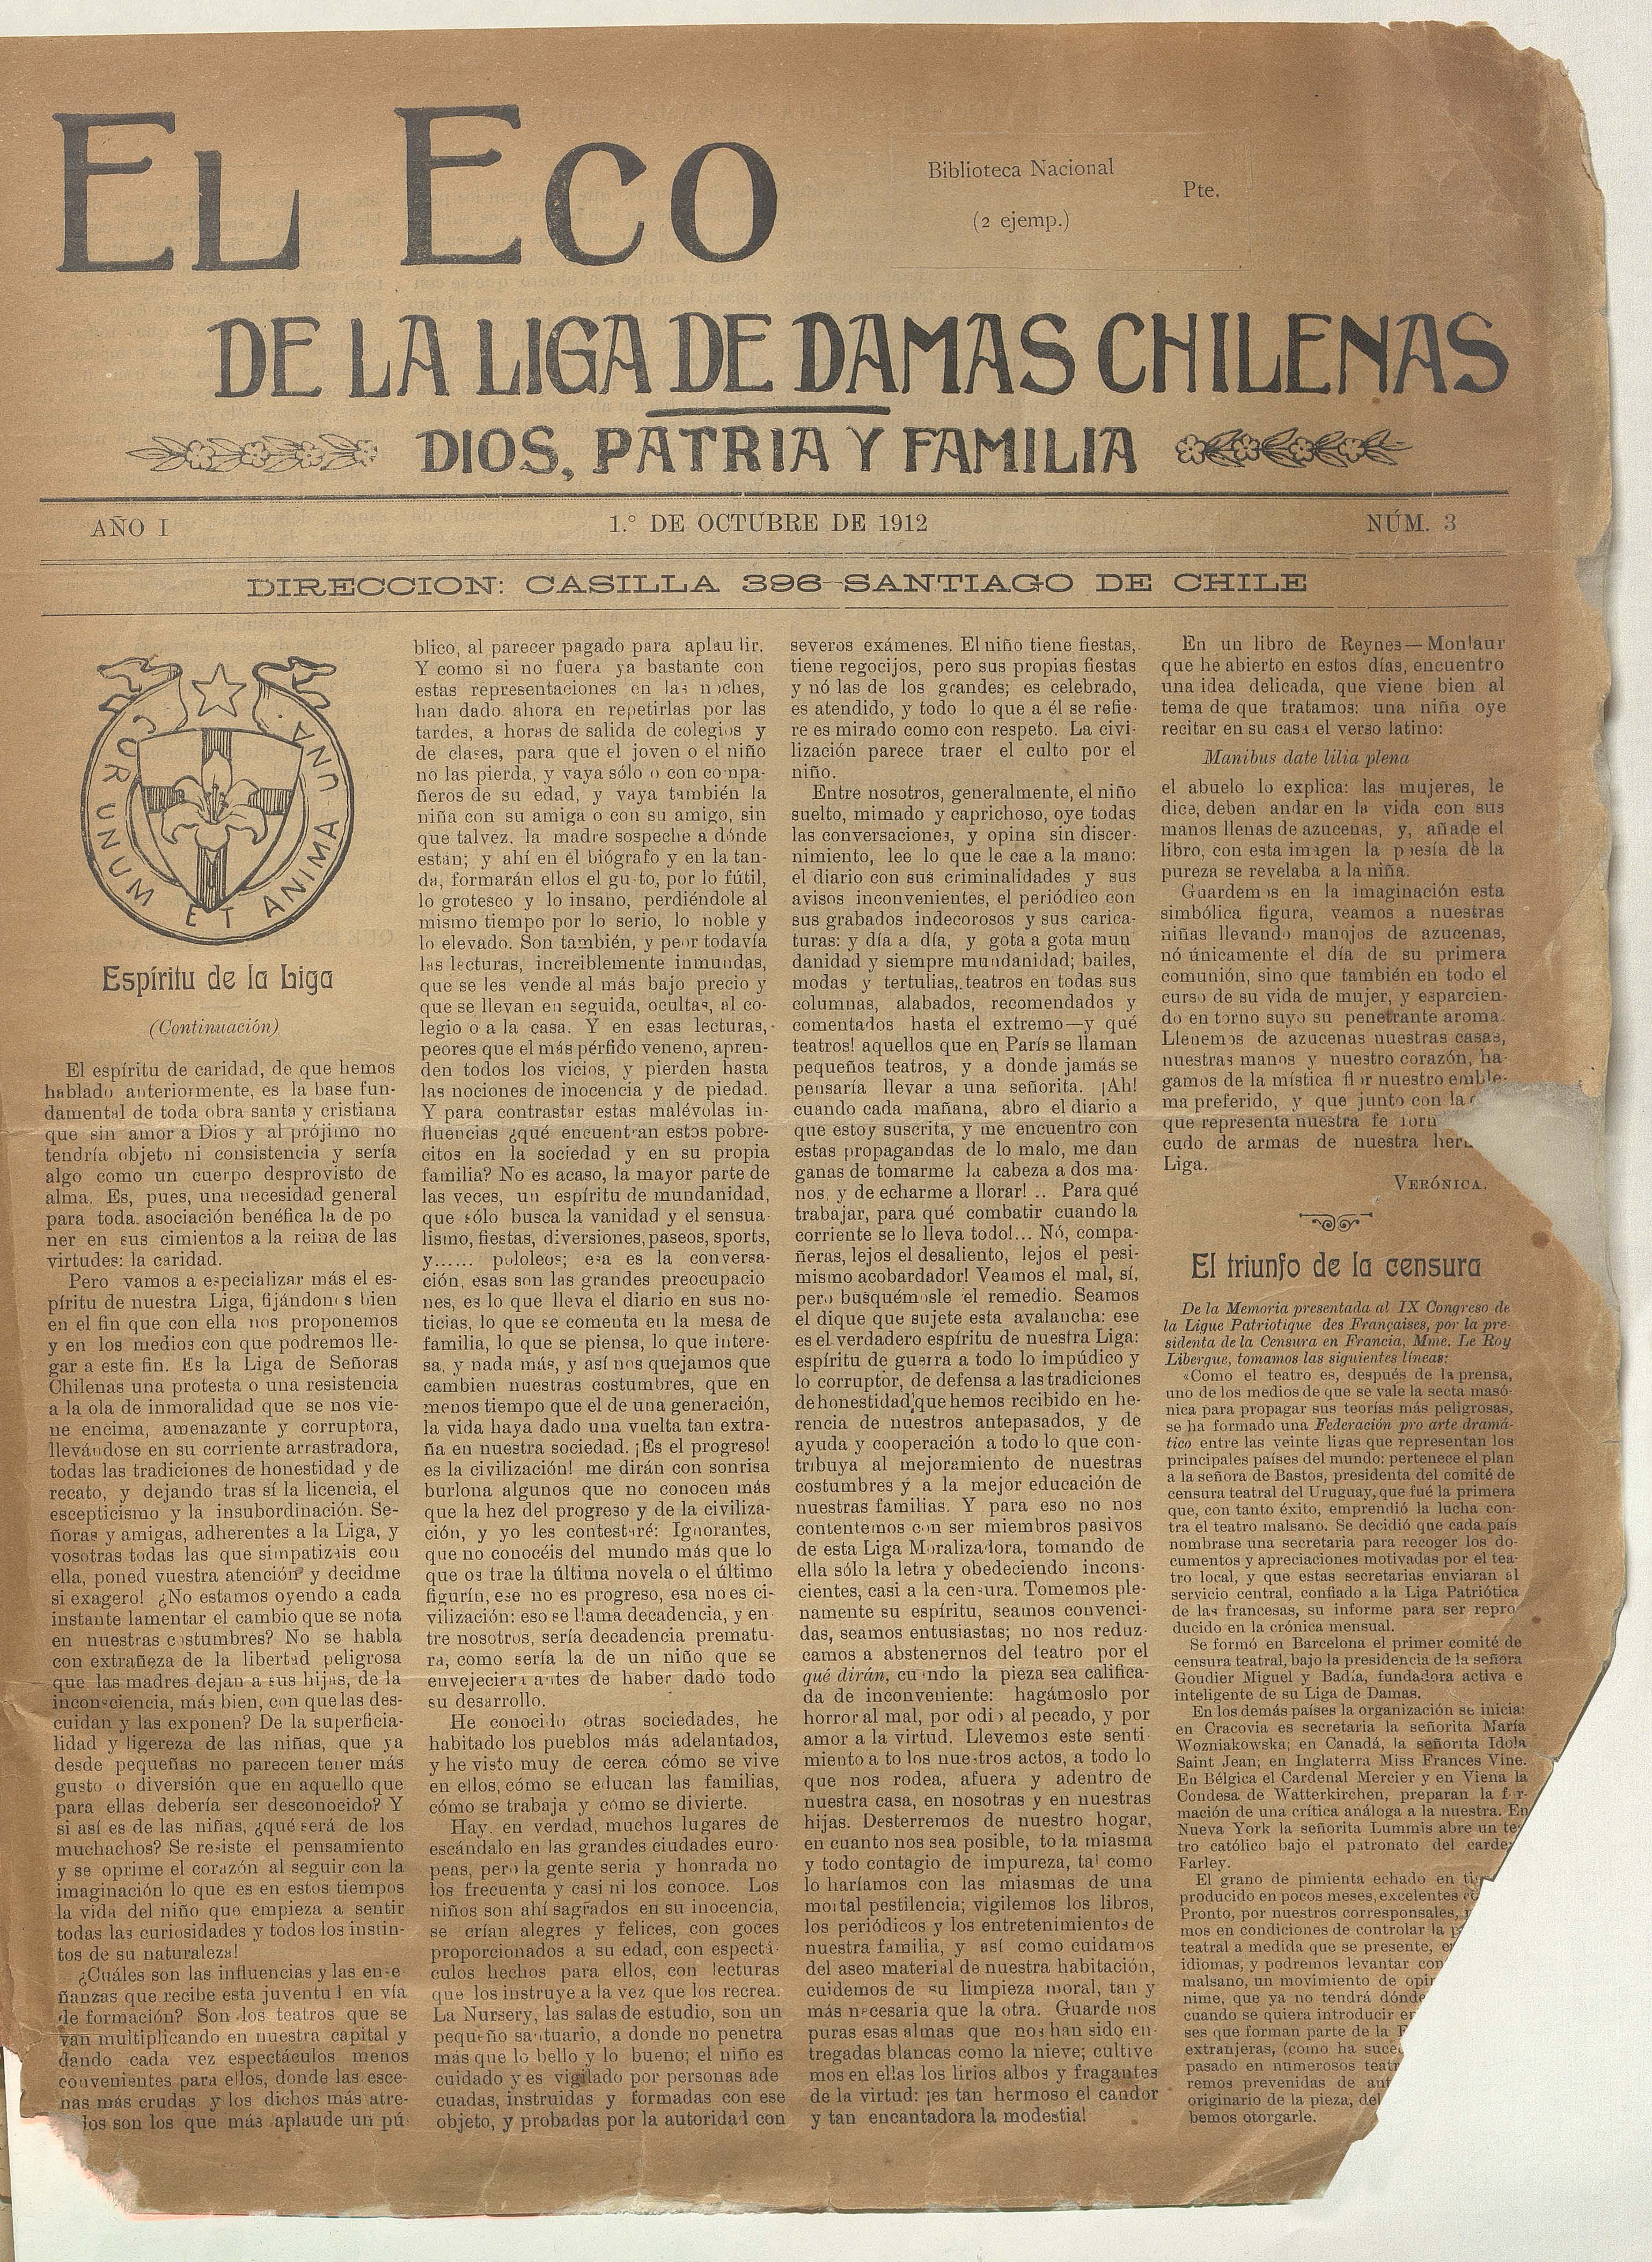 EL ECO
Biblioteca Nacional
Pte.
(2 ejemp.)
DE LA LIGA DE DAMAS CHILENAS
DIOS, PATRIA Y FAMILIA
AÑO I
1.° DE OCTUBRE DE 1912
NÚM. 3
DIRECCION: CASILLA 396-SANTIAGO DE CHILE
COR UNUM ET ANIMA UNA.
Espíritu de la Liga
(Continuación)
El espíritu de caridad, de que hemos
hablado anteriormente, es la base fun-
damental de toda obra santa y cristiana
que sin amor a Dios y al prójimo no
tendría objeto ni consistencia y sería
algo como un cuerpo desprovisto de
alma. Es, pues, una necesidad general
para toda. asociación benéfica la de po
ner en sus cimientos a la reina de las
virtudes: la caridad.
Pero vamos a especializar más el es-
píritu de nuestra Liga, fijándonos bien
en el fin que con ella nos proponemos
y en los medios con que podremos lle-
gar a este fin. Es la Liga de Señoras
Chilenas una protesta o una resistencia
a la ola de inmoralidad que se nos vie-
ne encima, amenazante y corruptora,
llevándose en su corriente arrastradora,
todas las tradiciones de honestidad y de
recato, y dejando tras sí la licencia, el
escepticismo y la insubordinación. Se-
ñoras y amigas, adherentes a la Liga, y
vosotras todas las que simpatizais con
ella, poned vuestra atención y decidme
si exagero! ¿No estamos oyendo a cada
instante lamentar el cambio que se nota
en nuestras costumbres? No se habla
con extrañeza de la libertad peligrosa
que las madres dejan a sus hijas, de la
inconsciencia, más bien, con que las des-
cuidan y las exponen? De la superficia-
lidad y ligereza de las niñas, que ya
desde pequeñas no parecen tener más
gusto o diversión que en aquello que
para ellas debería ser desconocido? Y
si así es de las niñas, ¿qué será de los
muchachos? Se resiste el pensamiento
y se oprime el corazón al seguir con la
imaginación lo que es en estos tiempos
la vida del niño que empieza a sentir
todas las curiosidades y todos los instin-
tos de su naturaleza!
¿Cuáles son las influencias y las ense-
ñanzas que recibe esta juventud en vía
de formación? Son los teatros que se
van multiplicando en nuestra capital y
dando cada vez espectáculos menos
convenientes para ellos, donde las esce-
nas más crudas y los dichos más atre-
los son los que más aplaude un pú-
blico, al parecer pagado para aplaudir.
Y como si no fuera ya bastante con
estas representaciones en las noches,
han dado ahora en repetirlas por las
tardes, a horas de salida de colegios y
de clases, para que el joven o el niño
no las pierda, y vaya sólo o con compa-
ñeros de su edad, y vaya también la
niña con su amiga o con su amigo, sin
que talvez. la madre sospeche a dónde
están; y ahí en el biógrafo y en la tan-
da, formarán ellos el gusto, por lo fútil,
lo grotesco y lo insano, perdiéndole al
mismo tiempo por lo serio, lo noble y
lo elevado. Son también, y peor todavía
las lecturas, increiblemente inmundas,
que se les vende al más bajo precio y
que se llevan en seguida, ocultas, al co-
legio o a la casa. Y en esas lecturas,
peores que el más pérfido veneno, apren-
den todos los vicios, y pierden hasta
las nociones de inocencia y de piedad.
Y para contrastar estas malévolas in-
fluencias ¿qué encuentran estos pobre-
citos en la sociedad y en su propia
familia? No es acaso, la mayor parte de
las veces, un espíritu de mundanidad,
que sólo busca la vanidad y el sensua-
lismo, fiestas, diversiones, paseos, sports,
y...... pololeos; esa es la conversa-
ción, esas son las grandes preocupacio
nes, es lo que lleva el diario en sus no-
ticias, lo que se comenta en la mesa de
familia, lo que se piensa, lo que intere-
sa, y nada más, y así nos quejamos que
cambien nuestras costumbres, que en
menos tiempo que el de una generación,
la vida haya dado una vuelta tan extra-
ña en nuestra sociedad. ¡Es el progreso!
es la civilización! me dirán con sonrisa
burlona algunos que no conocen más
que la hez del progreso y de la civiliza-
ción, y yo les contestaré: Ignorantes,
que no conocéis del mundo más que lo
que os trae la última novela o el último
figurín, ese no es progreso, esa no es ci-
vilización: eso se llama decadencia, y en-
tre nosotros, sería decadencia prematu-
ra, como sería la de un niño que se
envejeciera antes de haber dado todo
su desarrollo.
He conocido otras sociedades, he
habitado los pueblos más adelantados,
y he visto muy de cerca cómo se vive
en ellos, cómo se educan las familias,
cómo se trabaja y cómo se divierte.
Hay, en verdad, muchos lugares de
escándalo en las grandes ciudades euro-
peas, pero la gente seria y honrada no
los frecuenta y casi ni los conoce. Los
niños son ahí sagrados en su inocencia,
se crían alegres y felices, con goces
proporcionados a su edad, con espectá-
culos hechos para ellos, con lecturas
que los instruye a la vez que los recrea.
La Nursery, las salas de estudio, son un
pequeño santuario, a donde no penetra
más que lo bello y lo bueno; el niño es
cuidado y es vigilado por personas ade
cuadas, instruidas y formadas con ese
objeto, y probadas por la autoridad con
severos exámenes. El niño tiene fiestas,
tiene regocijos, pero sus propias fiestas
y nó las de los grandes; es celebrado,
es atendido, y todo lo que a él se refie-
re es mirado como con respeto. La civi-
lización parece traer el culto por el
niño.
Entre nosotros, generalmente, el niño
suelto, mimado y caprichoso, oye todas
las conversaciones, y opina sin discer-
nimiento, lee lo que le cae a la mano:
el diario con sus criminalidades y sus
avisos inconvenientes, el periódico con
sus grabados indecorosos y sus carica-
turas: y día a día, y gota a gota mun
danidad y siempre mundanidad; bailes,
modas y tertulias, teatros en todas sus
columnas, alabados, recomendados y
comentados hasta el extremo—y qué
teatros! aquellos que en París se llaman
pequeños teatros, y a donde jamás se
pensaría llevar a una señorita. ¡Ah!
cuando cada mañana, abro el diario a
que estoy suscrita, y me encuentro con
estas propagandas de lo malo, me dan
ganas de tomarme la cabeza a dos ma-
nos, y de echarme a llorar! .. Para qué
trabajar, para qué combatir cuando la
corriente se lo lleva todo!... Nó, compa-
ñeras, lejos el desaliento, lejos el pesi-
mismo acobardador! Veamos el mal, sí,
pero busquémosle el remedio. Seamos
el dique que sujete esta avalancha: ese
es el verdadero espíritu de nuestra Liga:
espíritu de guerra a todo lo impúdico y
lo corruptor, de defensa a las tradiciones
de honestidad que hemos recibido en he-
rencia de nuestros antepasados, y de
ayuda y cooperación a todo lo que con-
tribuya al mejoramiento de nuestras
costumbres y a la mejor educación de
nuestras familias. Y para eso no nos
contentemos con ser miembros pasivos
de esta Liga Moralizadora, tomando de
ella sólo la letra y obedeciendo incons-
cientes, casi a la censura. Tomemos ple-
namente su espíritu, seamos convenci-
das, seamos entusiastas; no nos reduz-
camos a abstenernos del teatro por el
qué dirán, cuando la pieza sea califica-
da de inconveniente: hagámoslo por
horror al mal, por odio al pecado, y por
amor a la virtud. Llevemos este senti-
miento a todos nuestros actos, a todo lo
que nos rodea, afuera y adentro de
nuestra casa, en nosotras y en nuestras
hijas. Desterremos de nuestro hogar,
en cuanto nos sea posible, toda miasma
y todo contagio de impureza, tal como
lo haríamos con las miasmas de una
mortal pestilencia; vigilemos los libros,
los periódicos y los entretenimientos de
nuestra familia, y así como cuidamos
del aseo material de nuestra habitación,
cuidemos de su limpieza moral, tan y
más necesaria que la otra. Guarde nos
puras esas almas que nos han sido en-
tregadas blancas como la nieve; cultive
mos en ellas los lirios albos y fragantes
de la virtud: ¡es tan hermoso el candor
y tan encantadora la modestia!
En un libro de Reynes—Monlaur
que he abierto en estos días, encuentro
una idea delicada, que viene bien al
tema de que tratamos: una niña oye
recitar en su casa el verso latino:
Manibus date lilia plena
el abuelo lo explica: las mujeres, le
dice, deben andar en la vida con sus
manos llenas de azucenas, y, añade el
libro, con esta imagen la poesía de la
pureza se revelaba a la niña.
Guardemos en la imaginación esta
simbólica figura, veamos a nuestras
niñas llevando manojos de azucenas,
nó únicamente el día de su primera
comunión, sino que también en todo el
curso de su vida de mujer, y esparcien-
do en torno suyo su penetrante aroma.
Llenemos de azucenas nuestras casas,
nuestras manos y nuestro corazón, ha-
gamos de la mística flor nuestro emble-
ma preferido, y que junto con la
que representa nuestra fe
cudo de armas de nuestra
Liga.
VERÓNICA.
El triunfo de la censura
De la Memoria presentada al IX Congreso de
la Ligue Patriotique des Françaises, por la pre-
sidenta de la Censura en Francia, Mme. Le Roy
Libergue, tomamos las siguientes líneas:
«Como el teatro es, después de la prensa,
uno de los medios de que se vale la secta masó-
nica para propagar sus teorías más peligrosas,
se ha formado una Federación pro arte dramá-
tico entre las veinte ligas que representan los
principales países del mundo: pertenece el plan
a la señora de Bastos, presidenta del comité de
censura teatral del Uruguay, que fué la primera
que, con tanto éxito, emprendió la lucha con-
tra el teatro malsano. Se decidió que cada país
nombrase una secretaria para recoger los do-
cumentos y apreciaciones motivadas por el tea-
tro local, y que estas secretarias enviaran al
servicio central, confiado a la Liga Patriótica
de las francesas, su informe para ser repro
ducido en la crónica mensual.
Se formó en Barcelona el primer comité de
censura teatral, bajo la presidencia de la señora
Goudier Miguel y Badía, fundadora activa e
inteligente de su Liga de Damas.
En los demás países la organización se inicia:
en Cracovia es secretaria la señorita María
Wozniakowska; en Canadá, la señorita Idola
Saint Jean; en Inglaterra Miss Frances Vine.
En Bélgica el Cardenal Mercier y en Viena la
Condesa de Watterkirchen, preparan la for-
mación de una crítica análoga a la nuestra. En
Nueva York la señorita Lummis abre un
tro católico bajo el patronato del
Farley.
El grano de pimienta echado en
producido en pocos meses, excelentes
Pronto, por nuestros corresponsales,
mos en condiciones de controlar la
teatral a medida que se presente,
idiomas, y podremos levantar
malsano, un movimiento de
nime, que ya no tendrá
cuando se quiera introducir
ses que forman parte de la
extranjeras, (como ha
pasado en numerosos
remos prevenidas de
originario de la pieza,
bemos otorgarle.